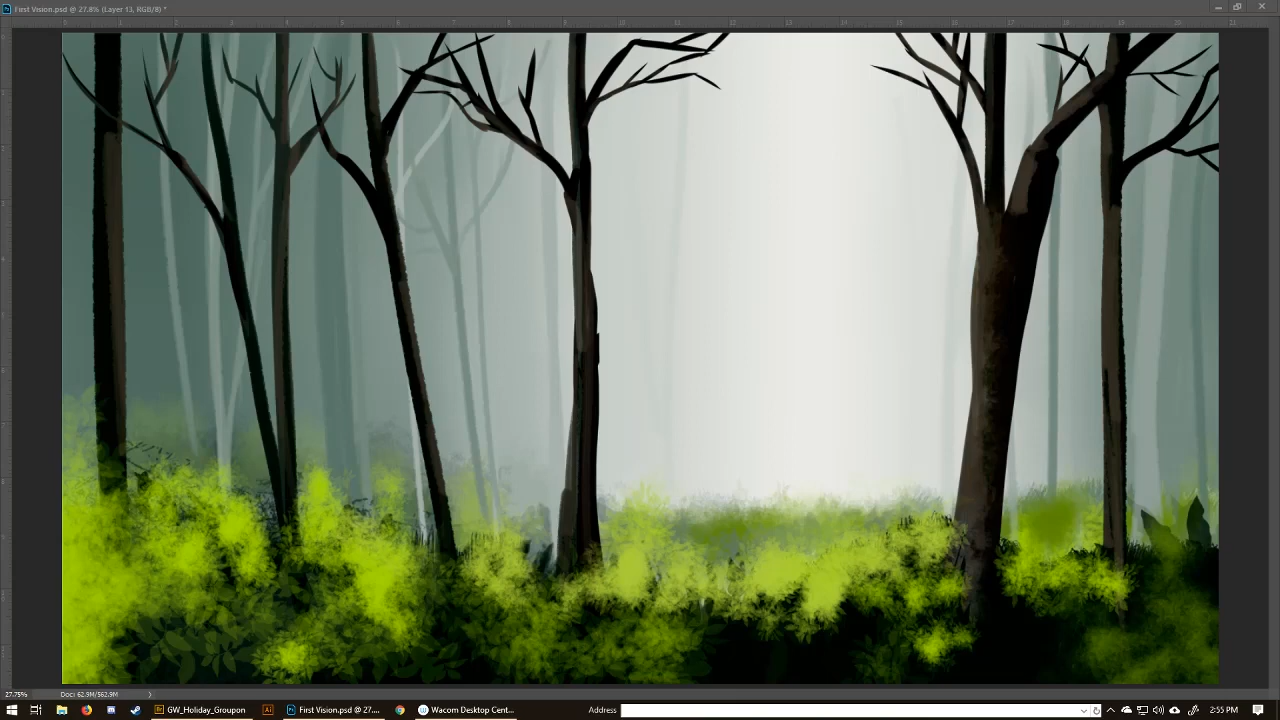 First Vision.psd @ 27.8% (Layer 13, RGB/8) *
27.75%
Doc: 62.9M/562.9M
GW_Holiday_Groupon
First Vision.psd @ 27....
Wacom Desktop Cent...
Address
2:55 PM